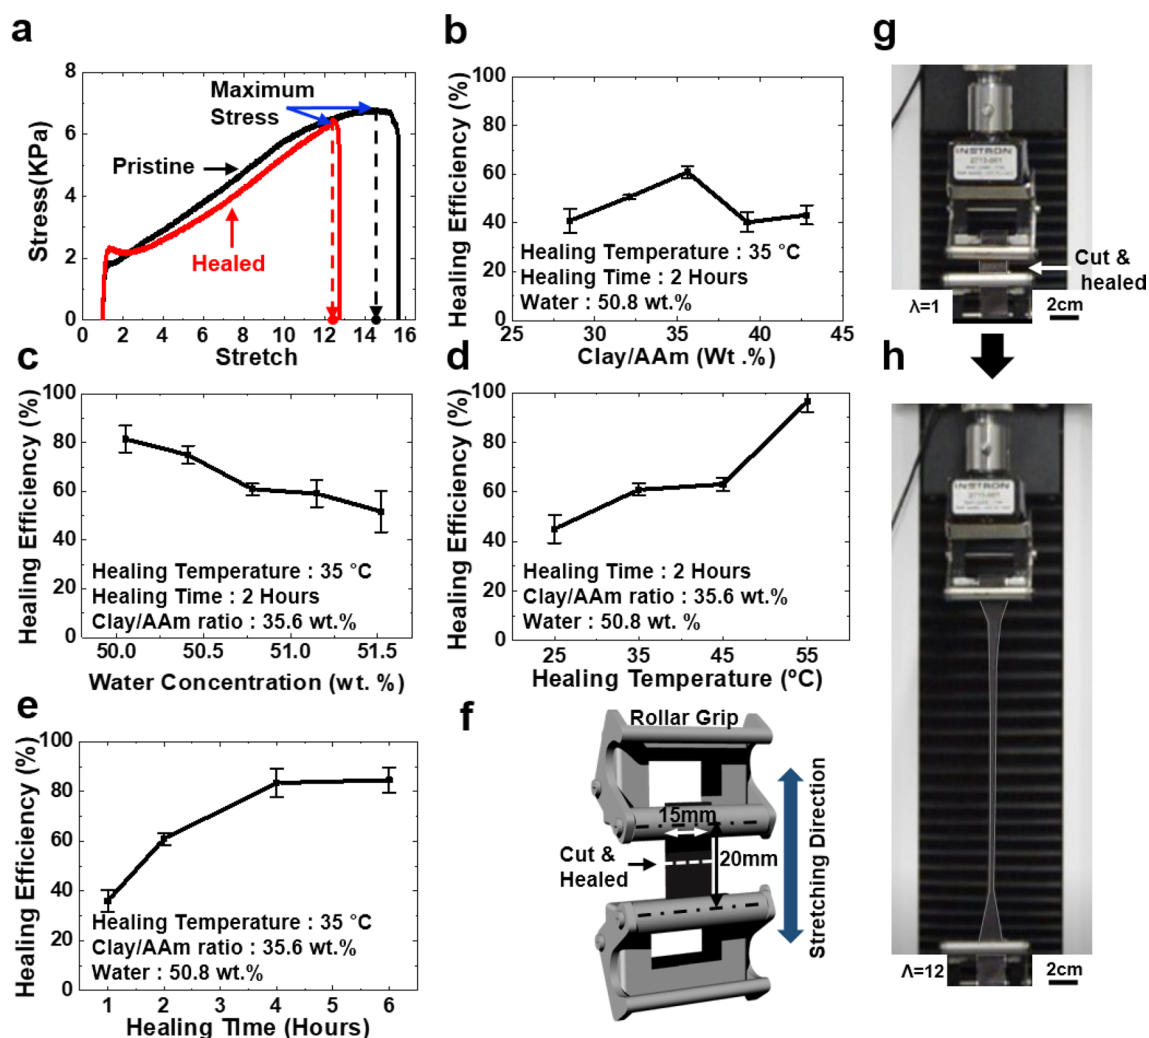 a
8
6
4
2
0
Stress(KPa)
Maximum
Stress
Pristine
Healed
0 2 4 6 8 10 12 14 16
Stretch
b
100
80
60
40
20
0
Healing Efficiency (%)
Healing Temperature : 35 °C
Healing Time : 2 Hours
Water : 50.8 wt.%
25 30 35 40 45
Clay/AAm (Wt .%)
g
INSTRON
Cut &
healed
λ=1
2cm
c
100
80
60
40
20
0
Healing Efficiency (%)
Healing Temperature : 35 °C
Healing Time : 2 Hours
Clay/AAm ratio : 35.6 wt.%
50.0 50.5 51.0 51.5
Water Concentration (wt. %)
d
100
80
60
40
20
0
Healing Efficiency (%)
Healing Time : 2 Hours
Clay/AAm ratio : 35.6 wt.%
Water : 50.8 wt.%
25 35 45 55
Healing Temperature (ºC)
h
INSTRON
Λ=12
2cm
e
100
80
60
40
20
0
Healing Efficiency (%)
Healing Temperature : 35 °C
Clay/AAm ratio : 35.6 wt.%
Water : 50.8 wt.%
1 2 3 4 5 6
Healing TIme (Hours)
f
Rollar Grip
15mm
Cut &
Healed
20mm
Stretching Direction